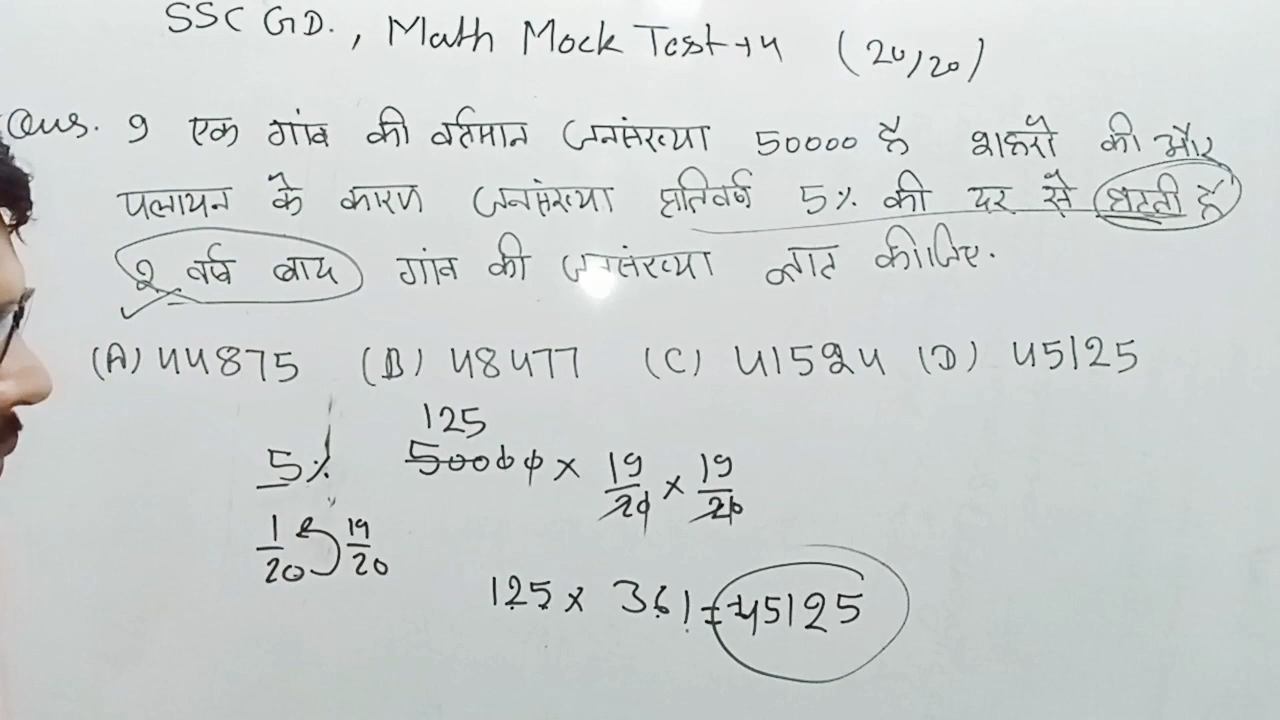 SSC GD., Math Mock Test-4 (20/20)
Qus. 9 एक गांव की वर्तमान जनसंख्या 50000 है शहरो की और
पलायन के कारण जनसंख्या प्रतिवर्ष 5% की दर से घटती है
2 वर्ष बाद गांव की जनसंख्या ज्ञात कीजिए.
(A) 44875 (B) 48477 (C) 41524 (D) 45125
125
5% 50000 × 19/20 × 19/20
1/20 19/20
125 × 361 = 45125